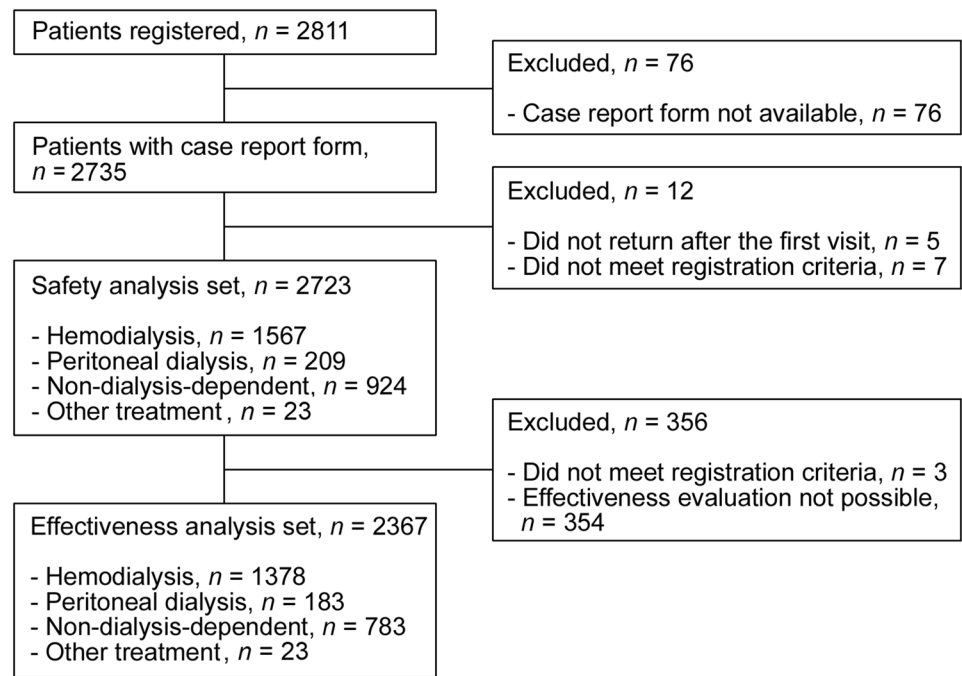 Patients registered, n = 2811
Excluded, n = 76
- Case report form not available, n = 76
Patients with case report form,
n = 2735
Excluded, n = 12
- Did not return after the first visit, n = 5
- Did not meet registration criteria, n = 7
Safety analysis set, n = 2723
- Hemodialysis, n = 1567
- Peritoneal dialysis, n = 209
- Non-dialysis-dependent, n = 924
- Other treatment, n = 23
Excluded, n = 356
- Did not meet registration criteria, n = 3
- Effectiveness evaluation not possible,
n = 354
Effectiveness analysis set, n = 2367
- Hemodialysis, n = 1378
- Peritoneal dialysis, n = 183
- Non-dialysis-dependent, n = 783
- Other treatment, n = 23